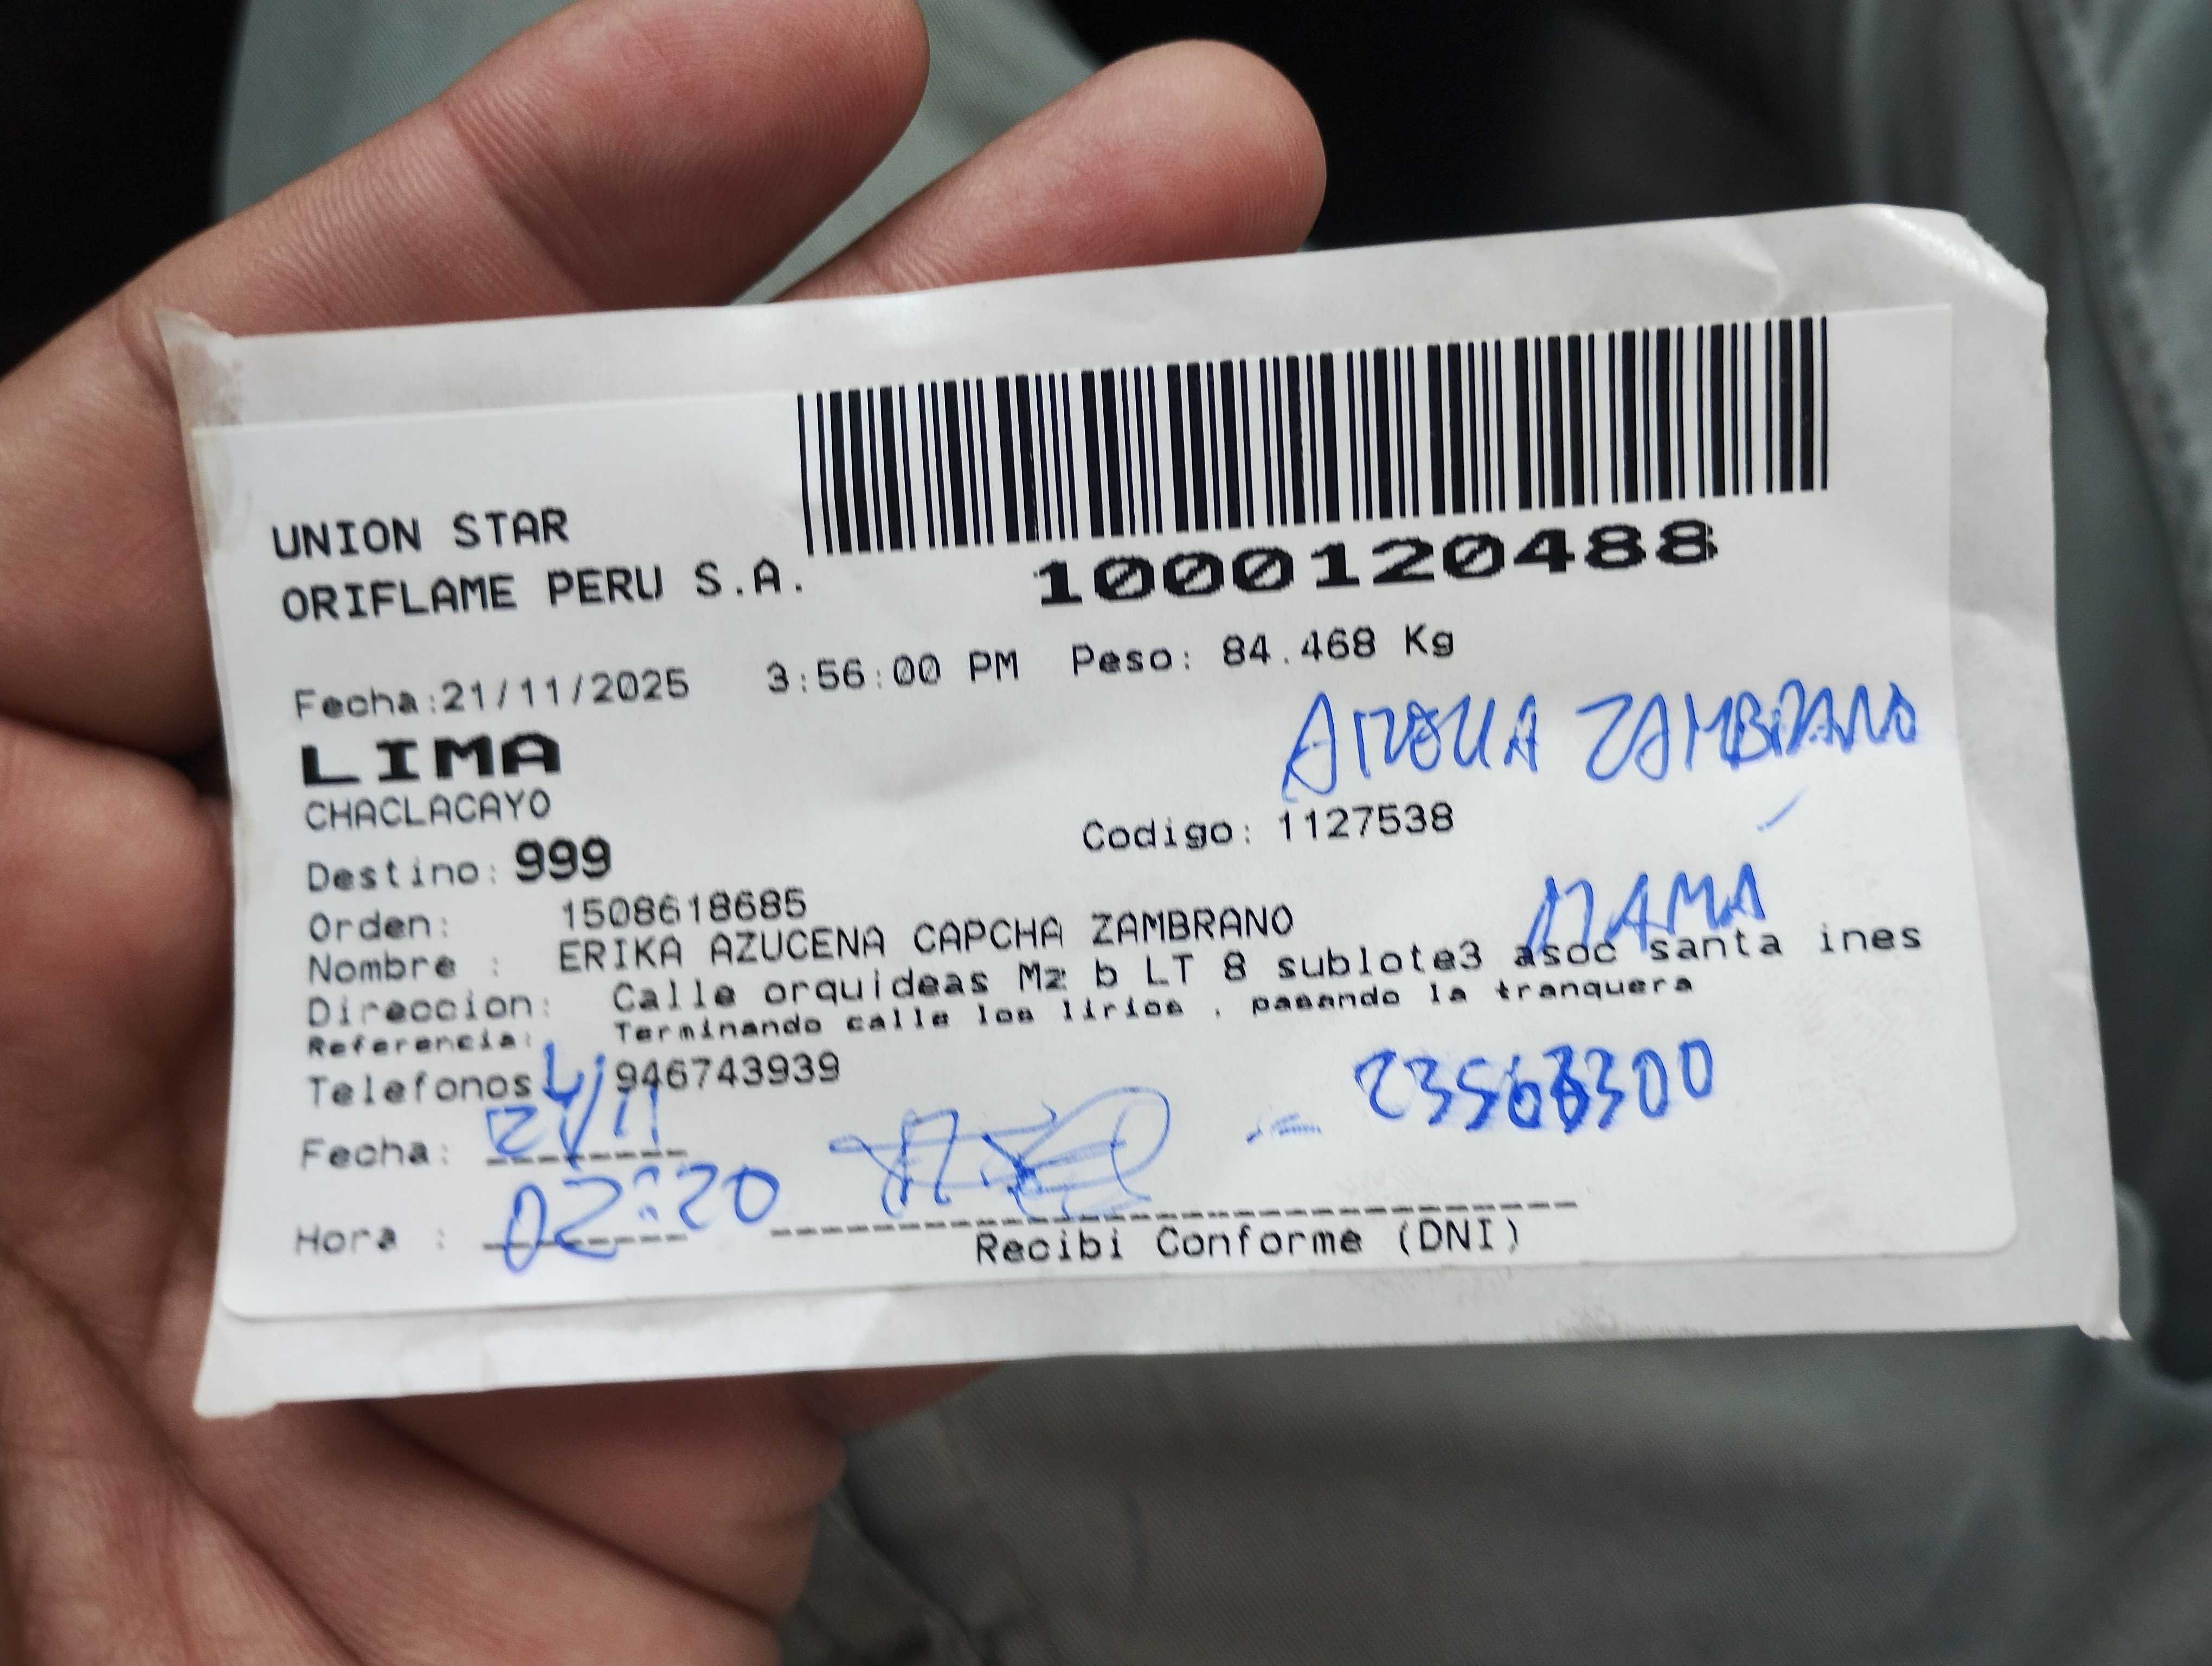 UNION STAR
ORIFLAME PERU S.A.
1000120488
Fecha:21/11/2025 3:56:00 PM Peso: 84.468 Kg
LIMA
ZAMBRANO
CHACLACAYO
Codigo: 1127538
Destino: 999
MAMA
Orden: 1508618685
Nombre : ERIKA AZUCENA CAPCHA ZAMBRANO
Direccion: Calle orquideas Mz b LT 8 sublote3 asoc santa ines
Referencia: Terminando calle los lirios , pasando la tranquera
Telefonos 946743939
Fecha:
Hora : 02:20
Recibi Conforme (DNI)